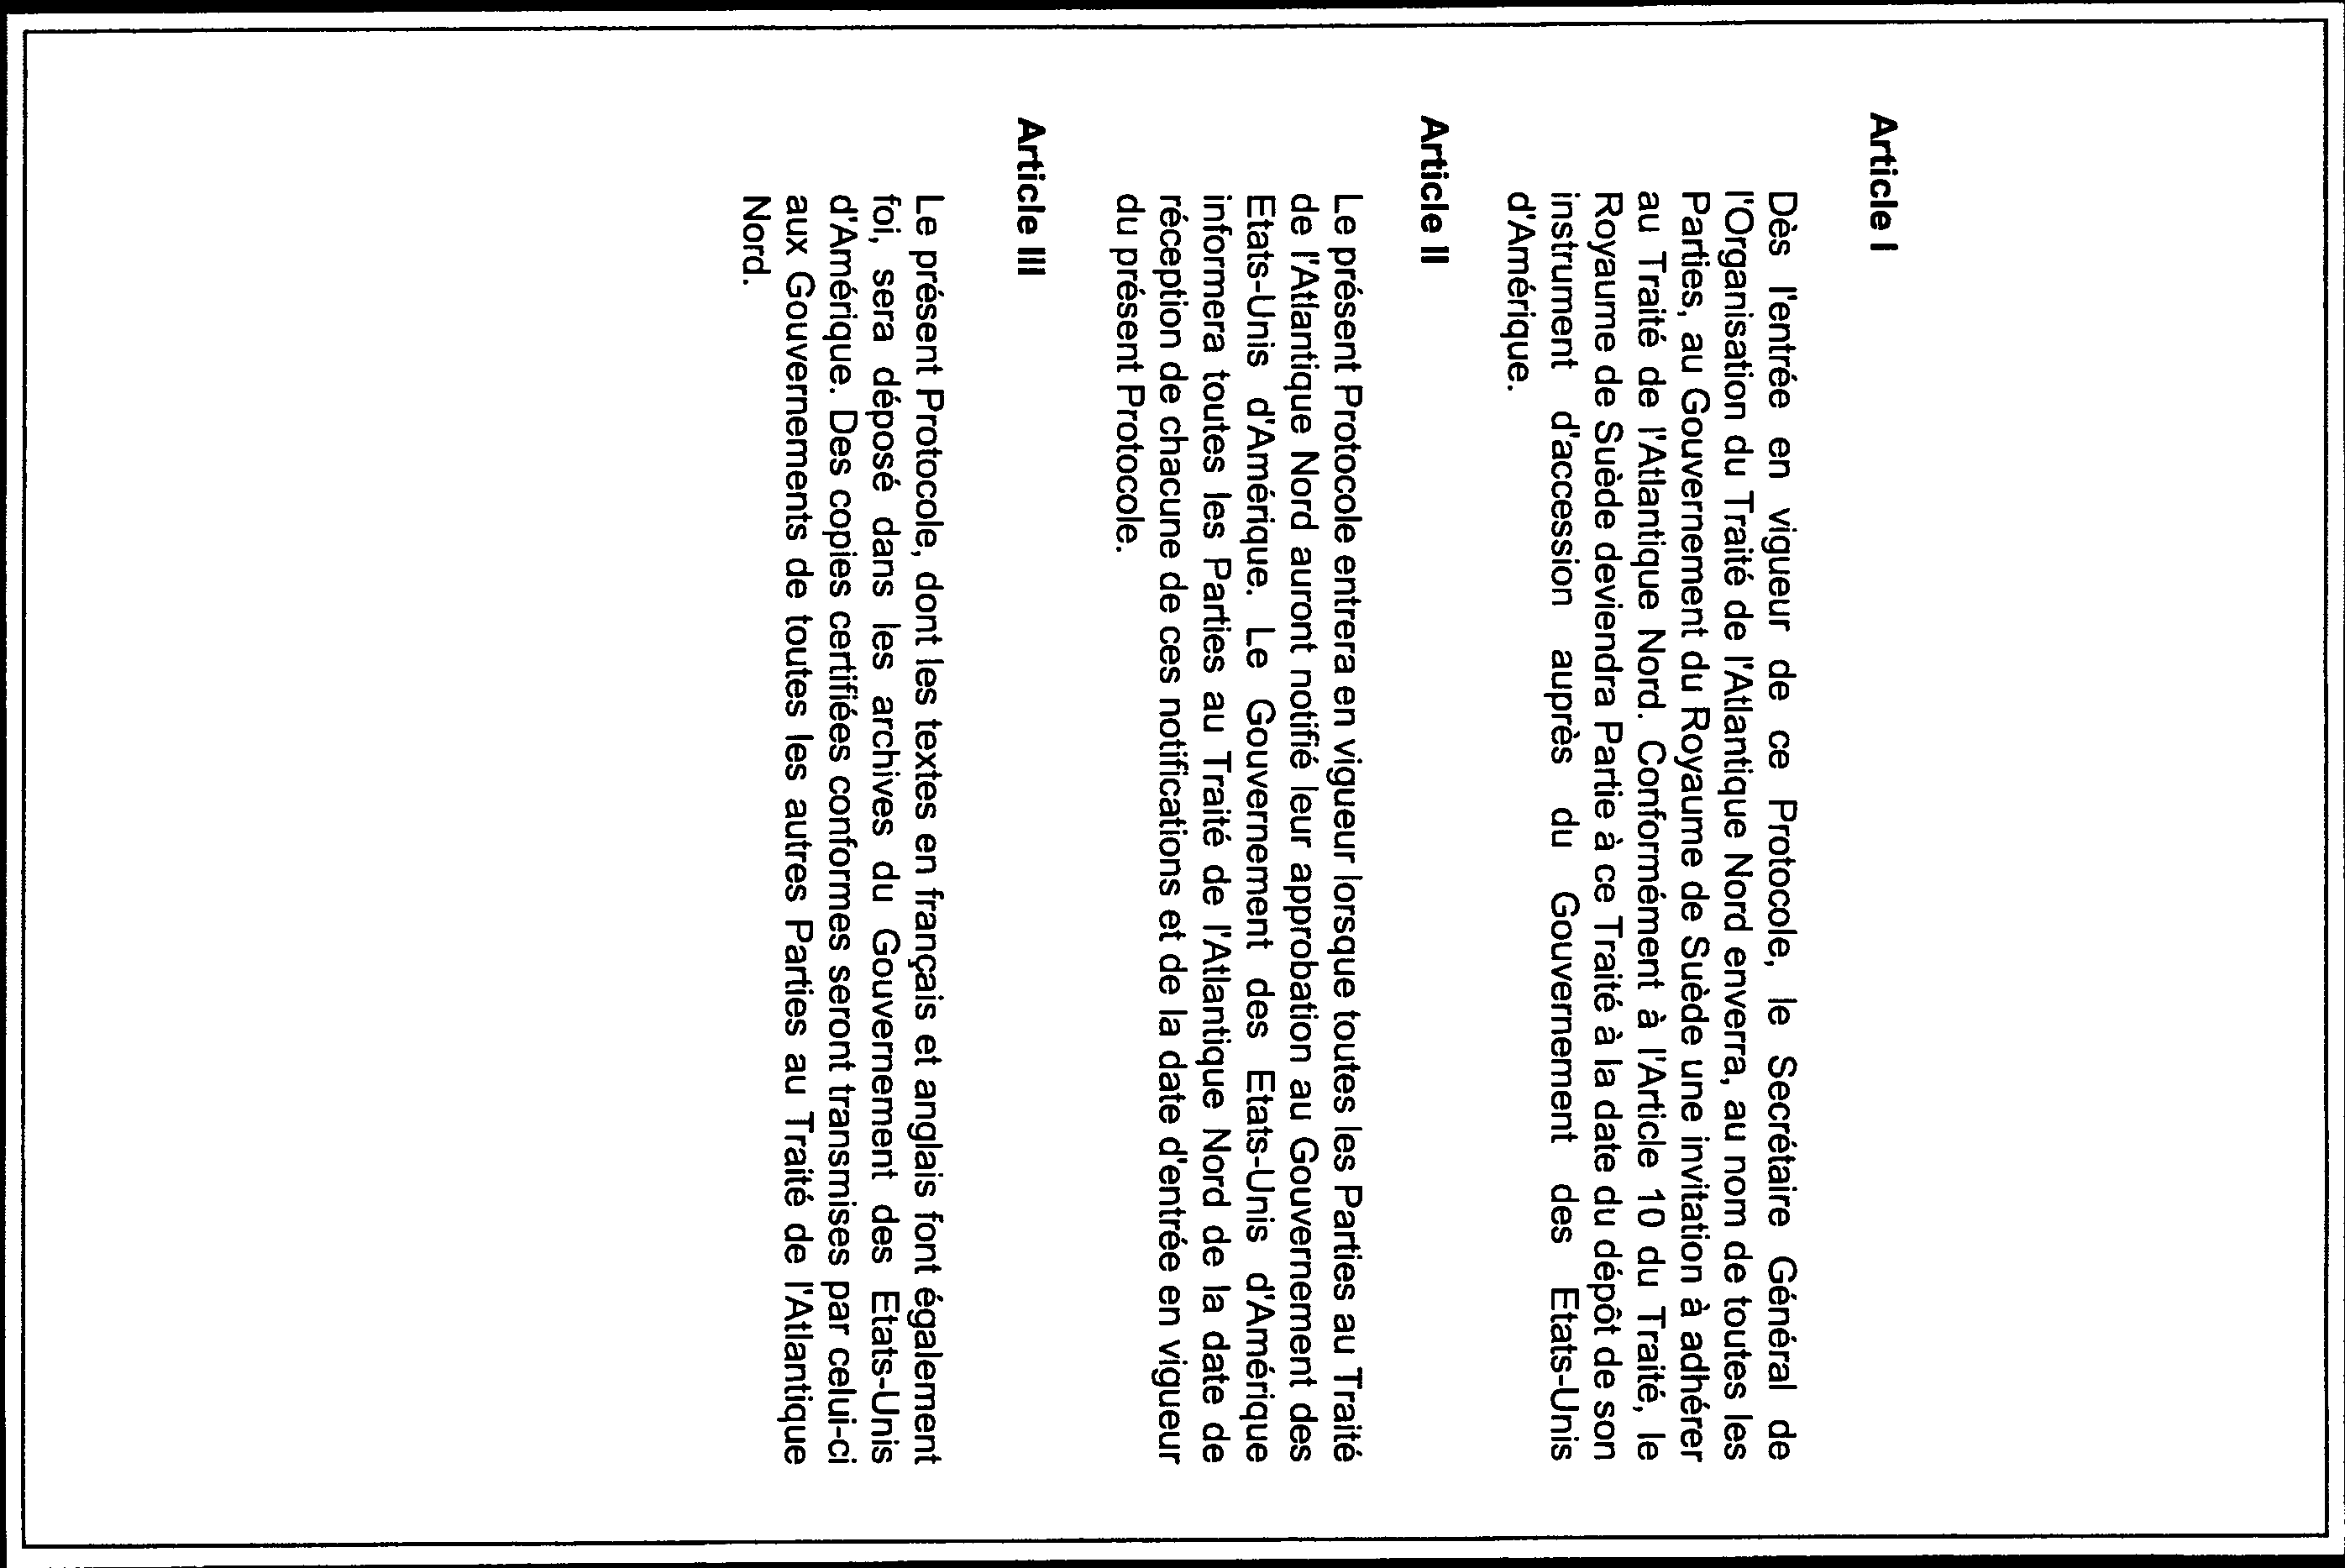 Article I
Dès l'entrée en vigueur de ce Protocole, le Secrétaire Général de
l'Organisation du Traité de l'Atlantique Nord enverra, au nom de toutes les
Parties, au Gouvernement du Royaume de Suède une invitation à adhérer
au Traité de l'Atlantique Nord. Conformément à l'Article 10 du Traité, le
Royaume de Suède deviendra Partie à ce Traité à la date du dépôt de son
instrument d'accession auprès du Gouvernement des Etats-Unis
d'Amérique.
Article II
Le présent Protocole entrera en vigueur lorsque toutes les Parties au Traité
de l'Atlantique Nord auront notifié leur approbation au Gouvernement des
Etats-Unis d'Amérique. Le Gouvernement des Etats-Unis d'Amérique
informera toutes les Parties au Traité de l'Atlantique Nord de la date de
réception de chacune de ces notifications et de la date d'entrée en vigueur
du présent Protocole.
Article III
Le présent Protocole, dont les textes en français et anglais font également
foi, sera déposé dans les archives du Gouvernement des Etats-Unis
d'Amérique. Des copies certifiées conformes seront transmises par celui-ci
aux Gouvernements de toutes les autres Parties au Traité de l'Atlantique
Nord.